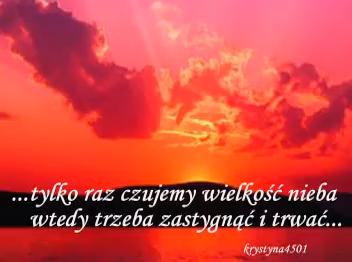 ...tylko raz czujemy wielkość nieba
wtedy trzeba zastygnąć i trwać...
krystyna4501